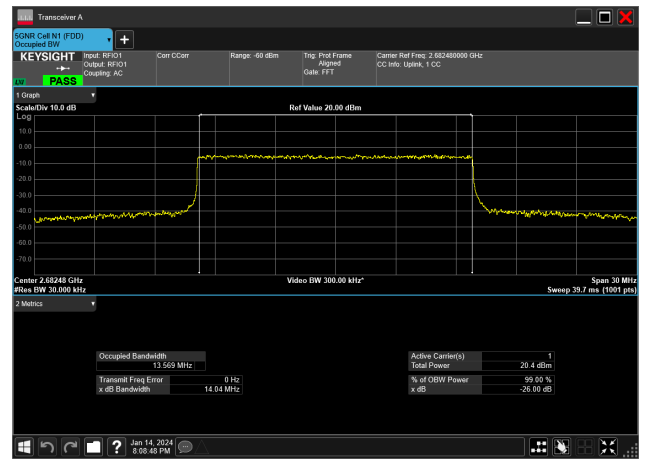 Transceiver A
5GNR Cell N1 (FDD)
Occupied BW
+
KEYSIGHT
LW
PASS
Input: RFIO1
Output: RFIO1
Coupling: AC
Corr CCorr
Range: -60 dBm
Trig: Prot Frame
Aligned
Gate: FFT
Carrier Ref Freq: 2.682480000 GHz
CC Info: Uplink, 1 CC
1 Graph
Scale/Div 10.0 dB
Ref Value 20.00 dBm
Log
10.0
0.00
-10.0
-20.0
-30.0
-40.0
-50.0
-60.0
-70.0
Center 2.68248 GHz
#Res BW 30.000 kHz
Video BW 300.00 kHz*
Span 30 MHz
Sweep 39.7 ms (1001 pts)
2 Metrics
Occupied Bandwidth
13.569 MHz
Transmit Freq Error 0 Hz
x dB Bandwidth 14.04 MHz
Active Carrier(s) 1
Total Power 20.4 dBm
% of OBW Power 99.00 %
x dB -26.00 dB
?
Jan 14, 2024
8:08:48 PM